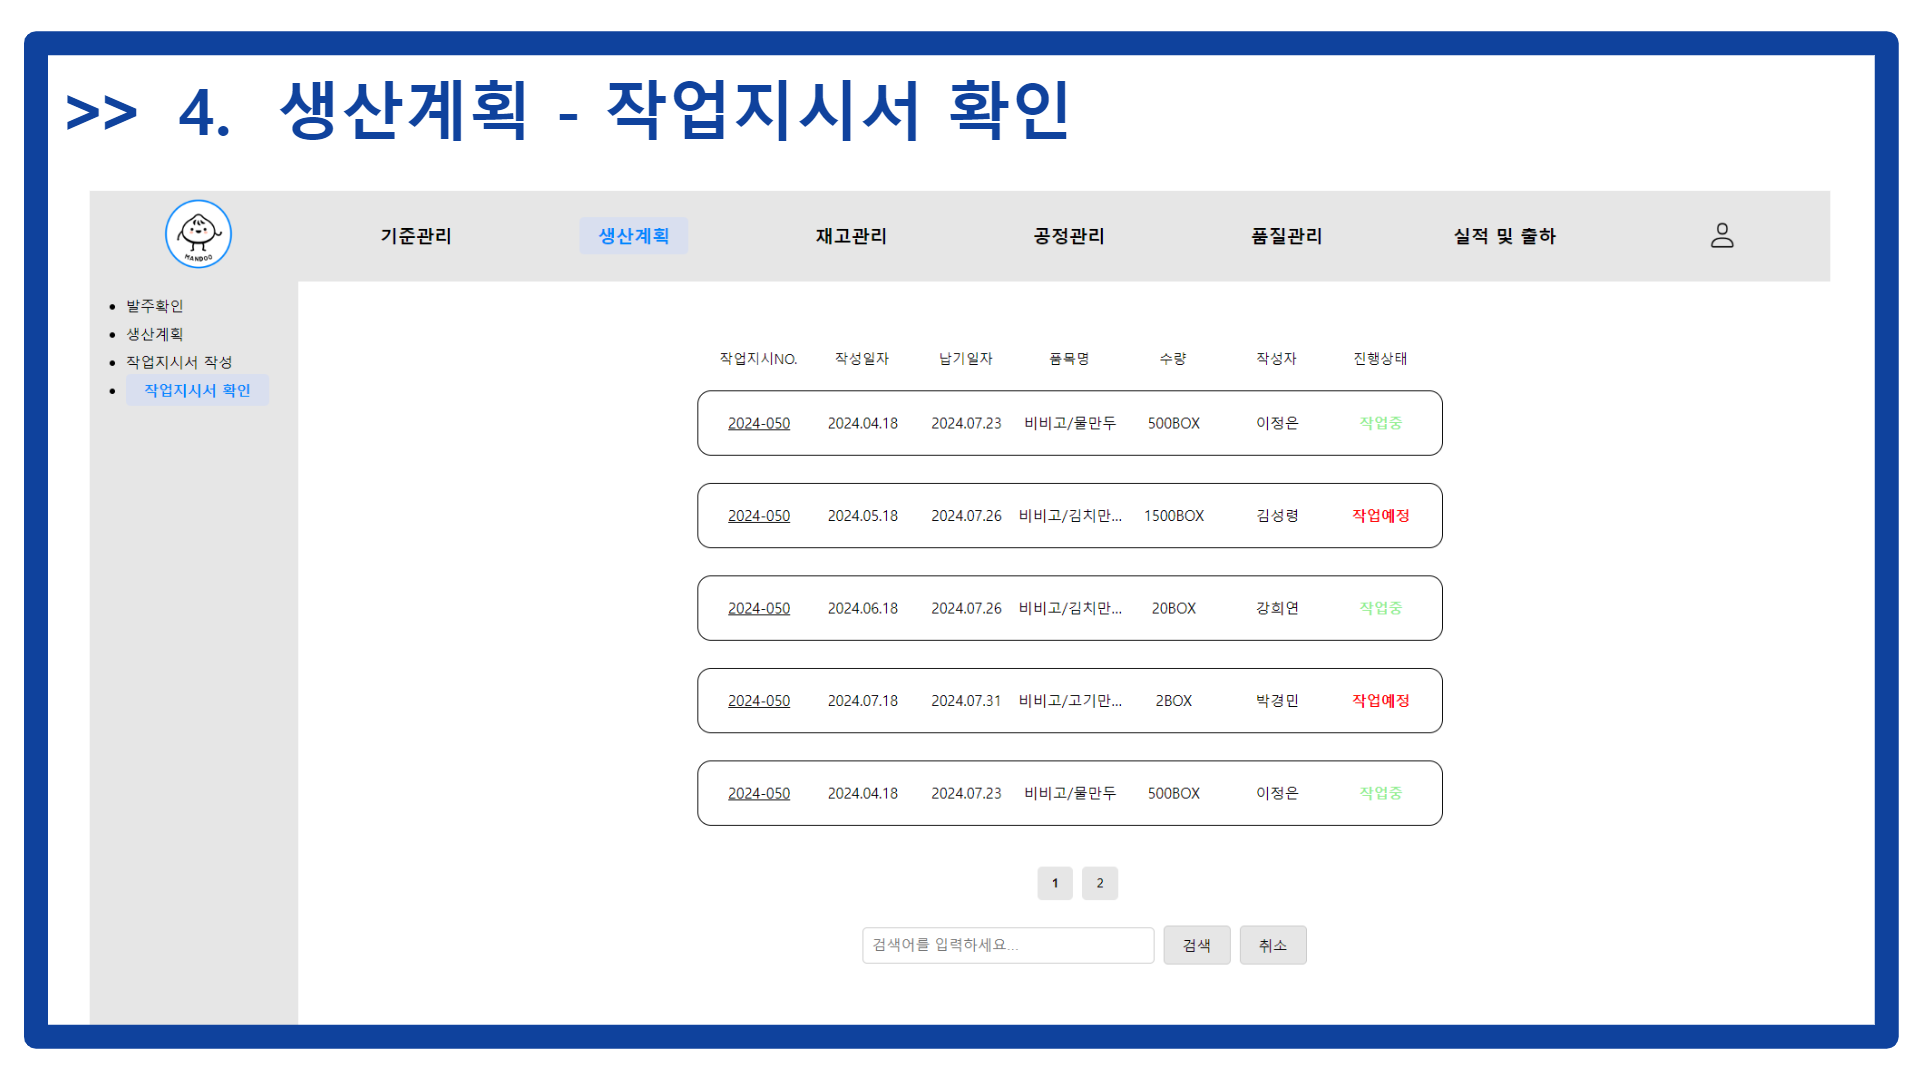 >> 4. 생산계획 - 작업지시서 확인
MANDOO
기준관리 생산계획 재고관리 공정관리 품질관리 실적 및 출하
발주확인
생산계획
작업지시서 작성
작업지시서 확인
작업지시NO. 작성일자 납기일자 품목명 수량 작성자 진행상태
2024-050 2024.04.18 2024.07.23 비비고/물만두 500BOX 이정은 작업중
2024-050 2024.05.18 2024.07.26 비비고/김치만... 1500BOX 김성령 작업예정
2024-050 2024.06.18 2024.07.26 비비고/김치만... 20BOX 강희연 작업중
2024-050 2024.07.18 2024.07.31 비비고/고기만... 2BOX 박경민 작업예정
2024-050 2024.04.18 2024.07.23 비비고/물만두 500BOX 이정은 작업중
1 2
검색어를 입력하세요... 검색 취소